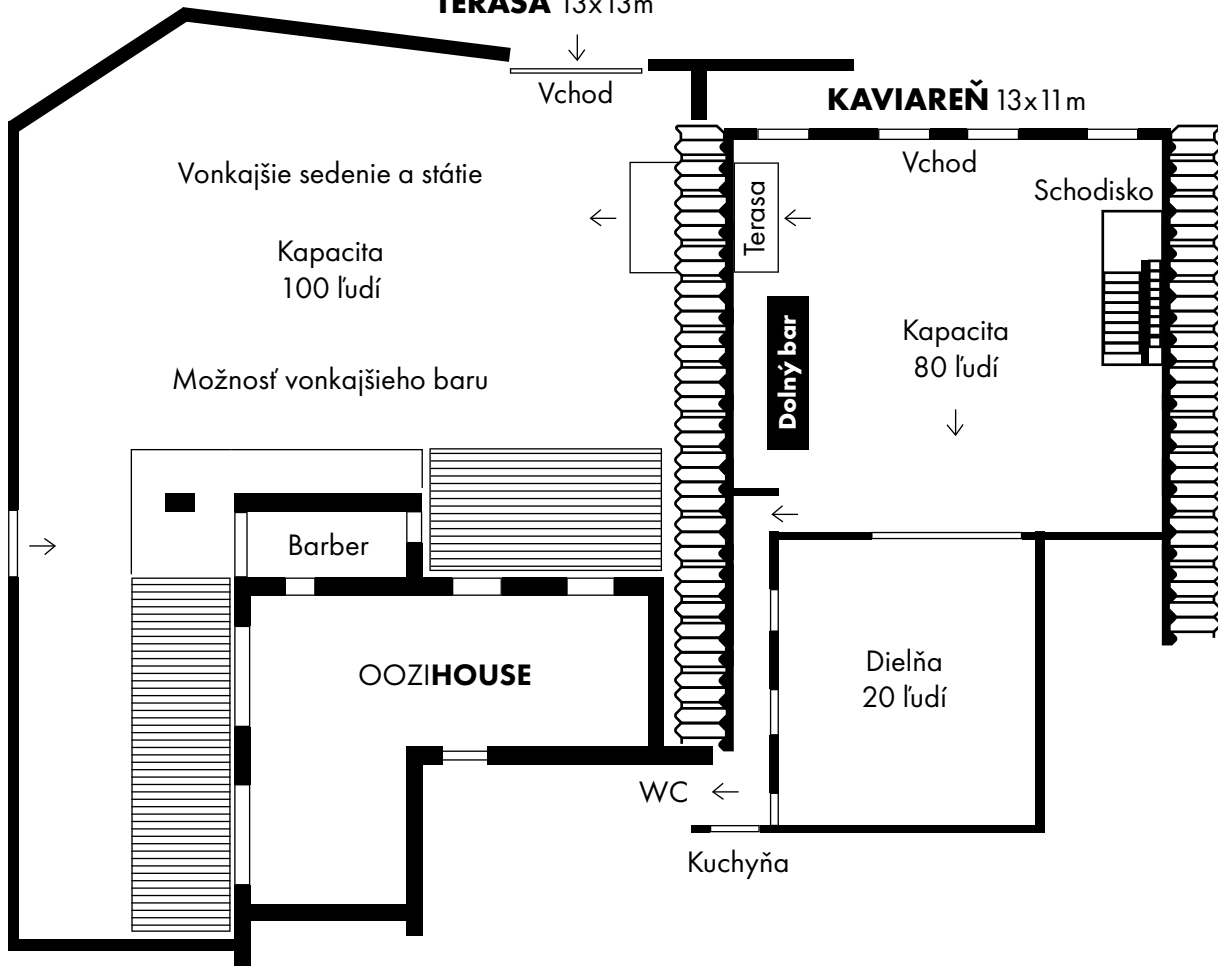 TERASA 13x13m
Vchod
KAVIAREŇ 13x11m
Vchod
Vonkajšie sedenie a státie
Terasa
Schodisko
Kapacita
100 ľudí
Dolný bar
Kapacita
80 ľudí
Možnosť vonkajšieho baru
Barber
OOZIHOUSE
Dielňa
20 ľudí
WC
Kuchyňa